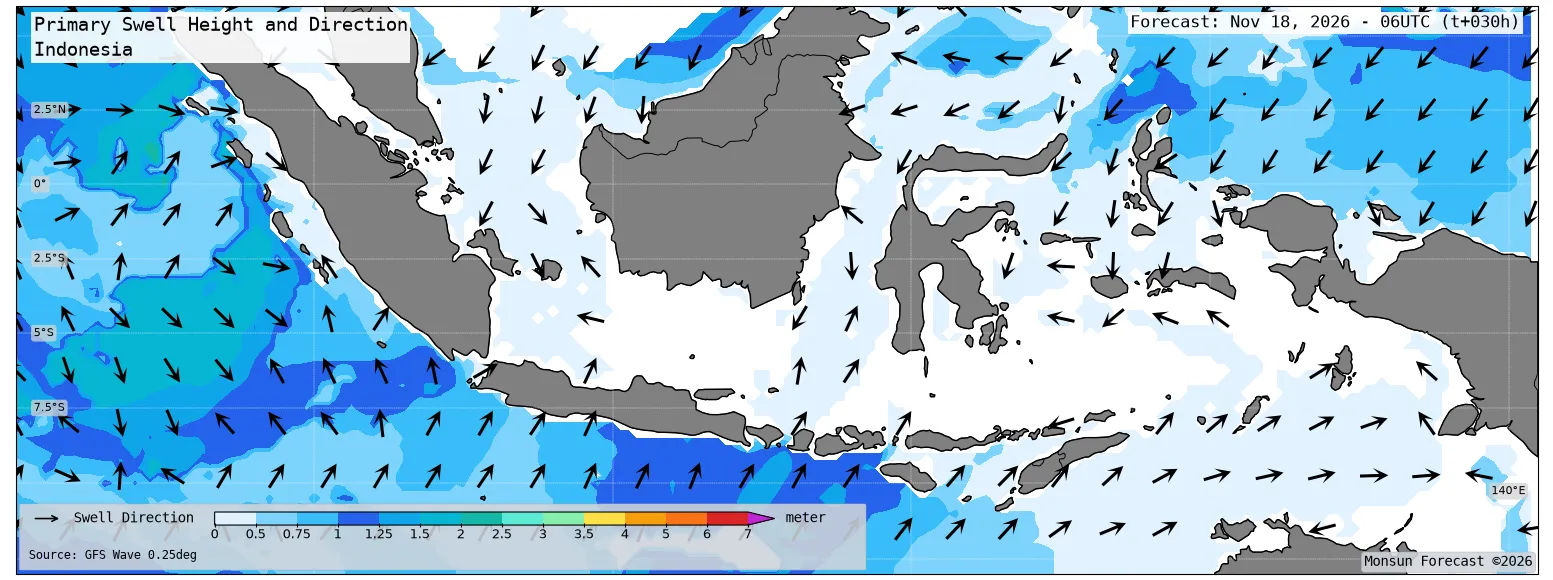 Primary Swell Height and Direction
Indonesia
Forecast: Nov 18, 2026 - 06UTC (t+030h)
2.5°N
0°
2.5°S
5°S
7.5°S
140°E
Swell Direction
meter
0 0.5 0.75 1 1.25 1.5 2 2.5 3 3.5 4 5 6 7
Source: GFS Wave 0.25deg
Monsun Forecast ©2026